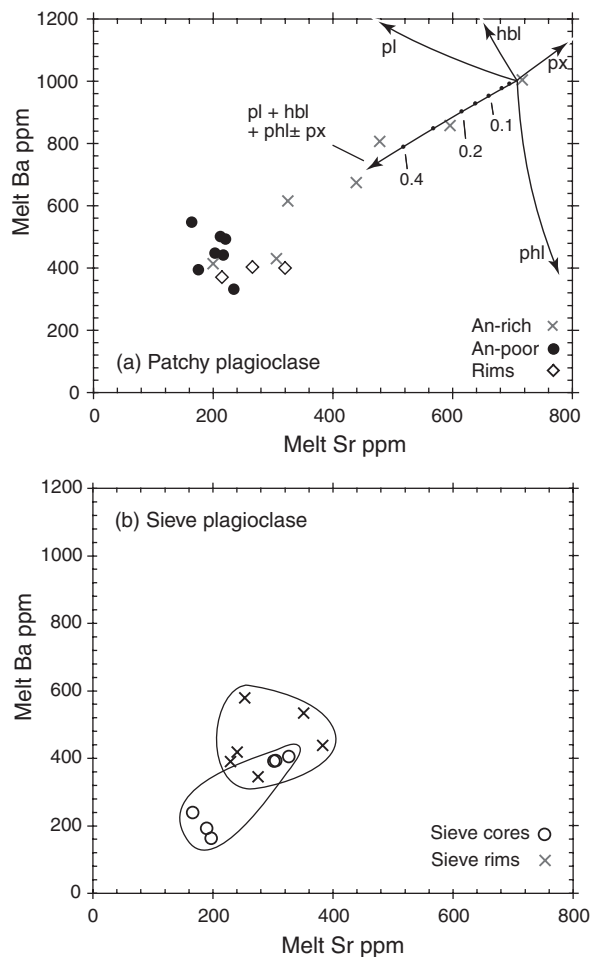 1200
1000
800
600
400
200
0
Melt Ba ppm
pl
hbl
px
pl + hbl
+ phl± px
0.1
0.2
0.4
phl
An-rich
An-poor
Rims
(a) Patchy plagioclase
0 200 400 600 800
Melt Sr ppm
1200
1000
800
600
400
200
0
Melt Ba ppm
(b) Sieve plagioclase
Sieve cores
Sieve rims
0 200 400 600 800
Melt Sr ppm